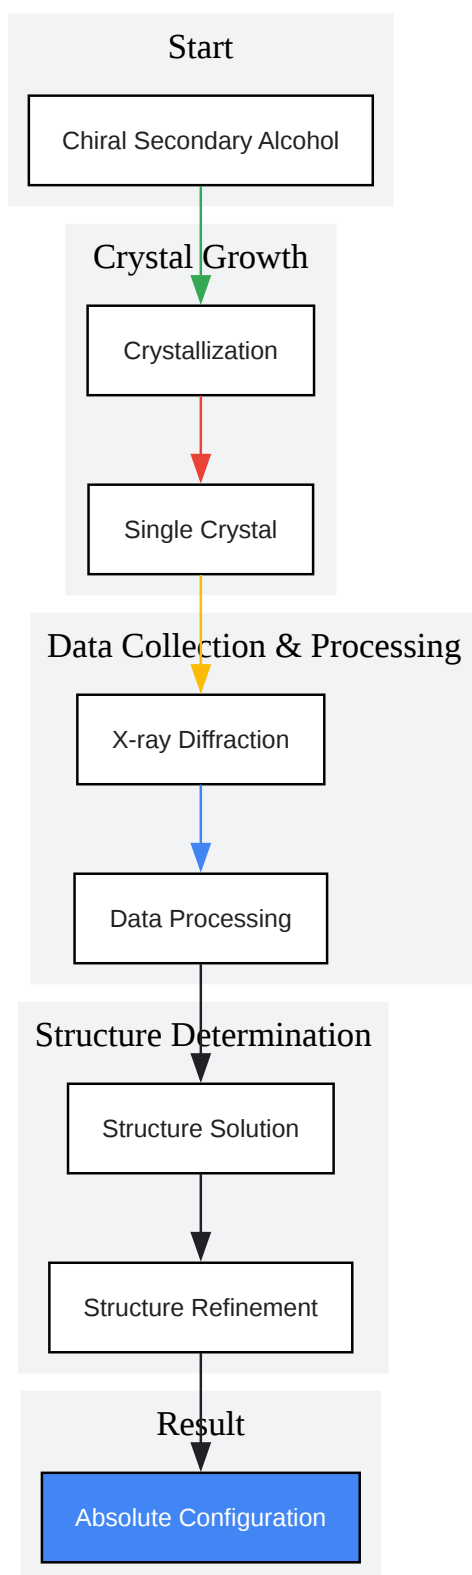 Start
Chiral Secondary Alcohol
Crystal Growth
Crystallization
Single Crystal
Data Collection & Processing
X-ray Diffraction
Data Processing
Structure Determination
Structure Solution
Structure Refinement
Result
Absolute Configuration